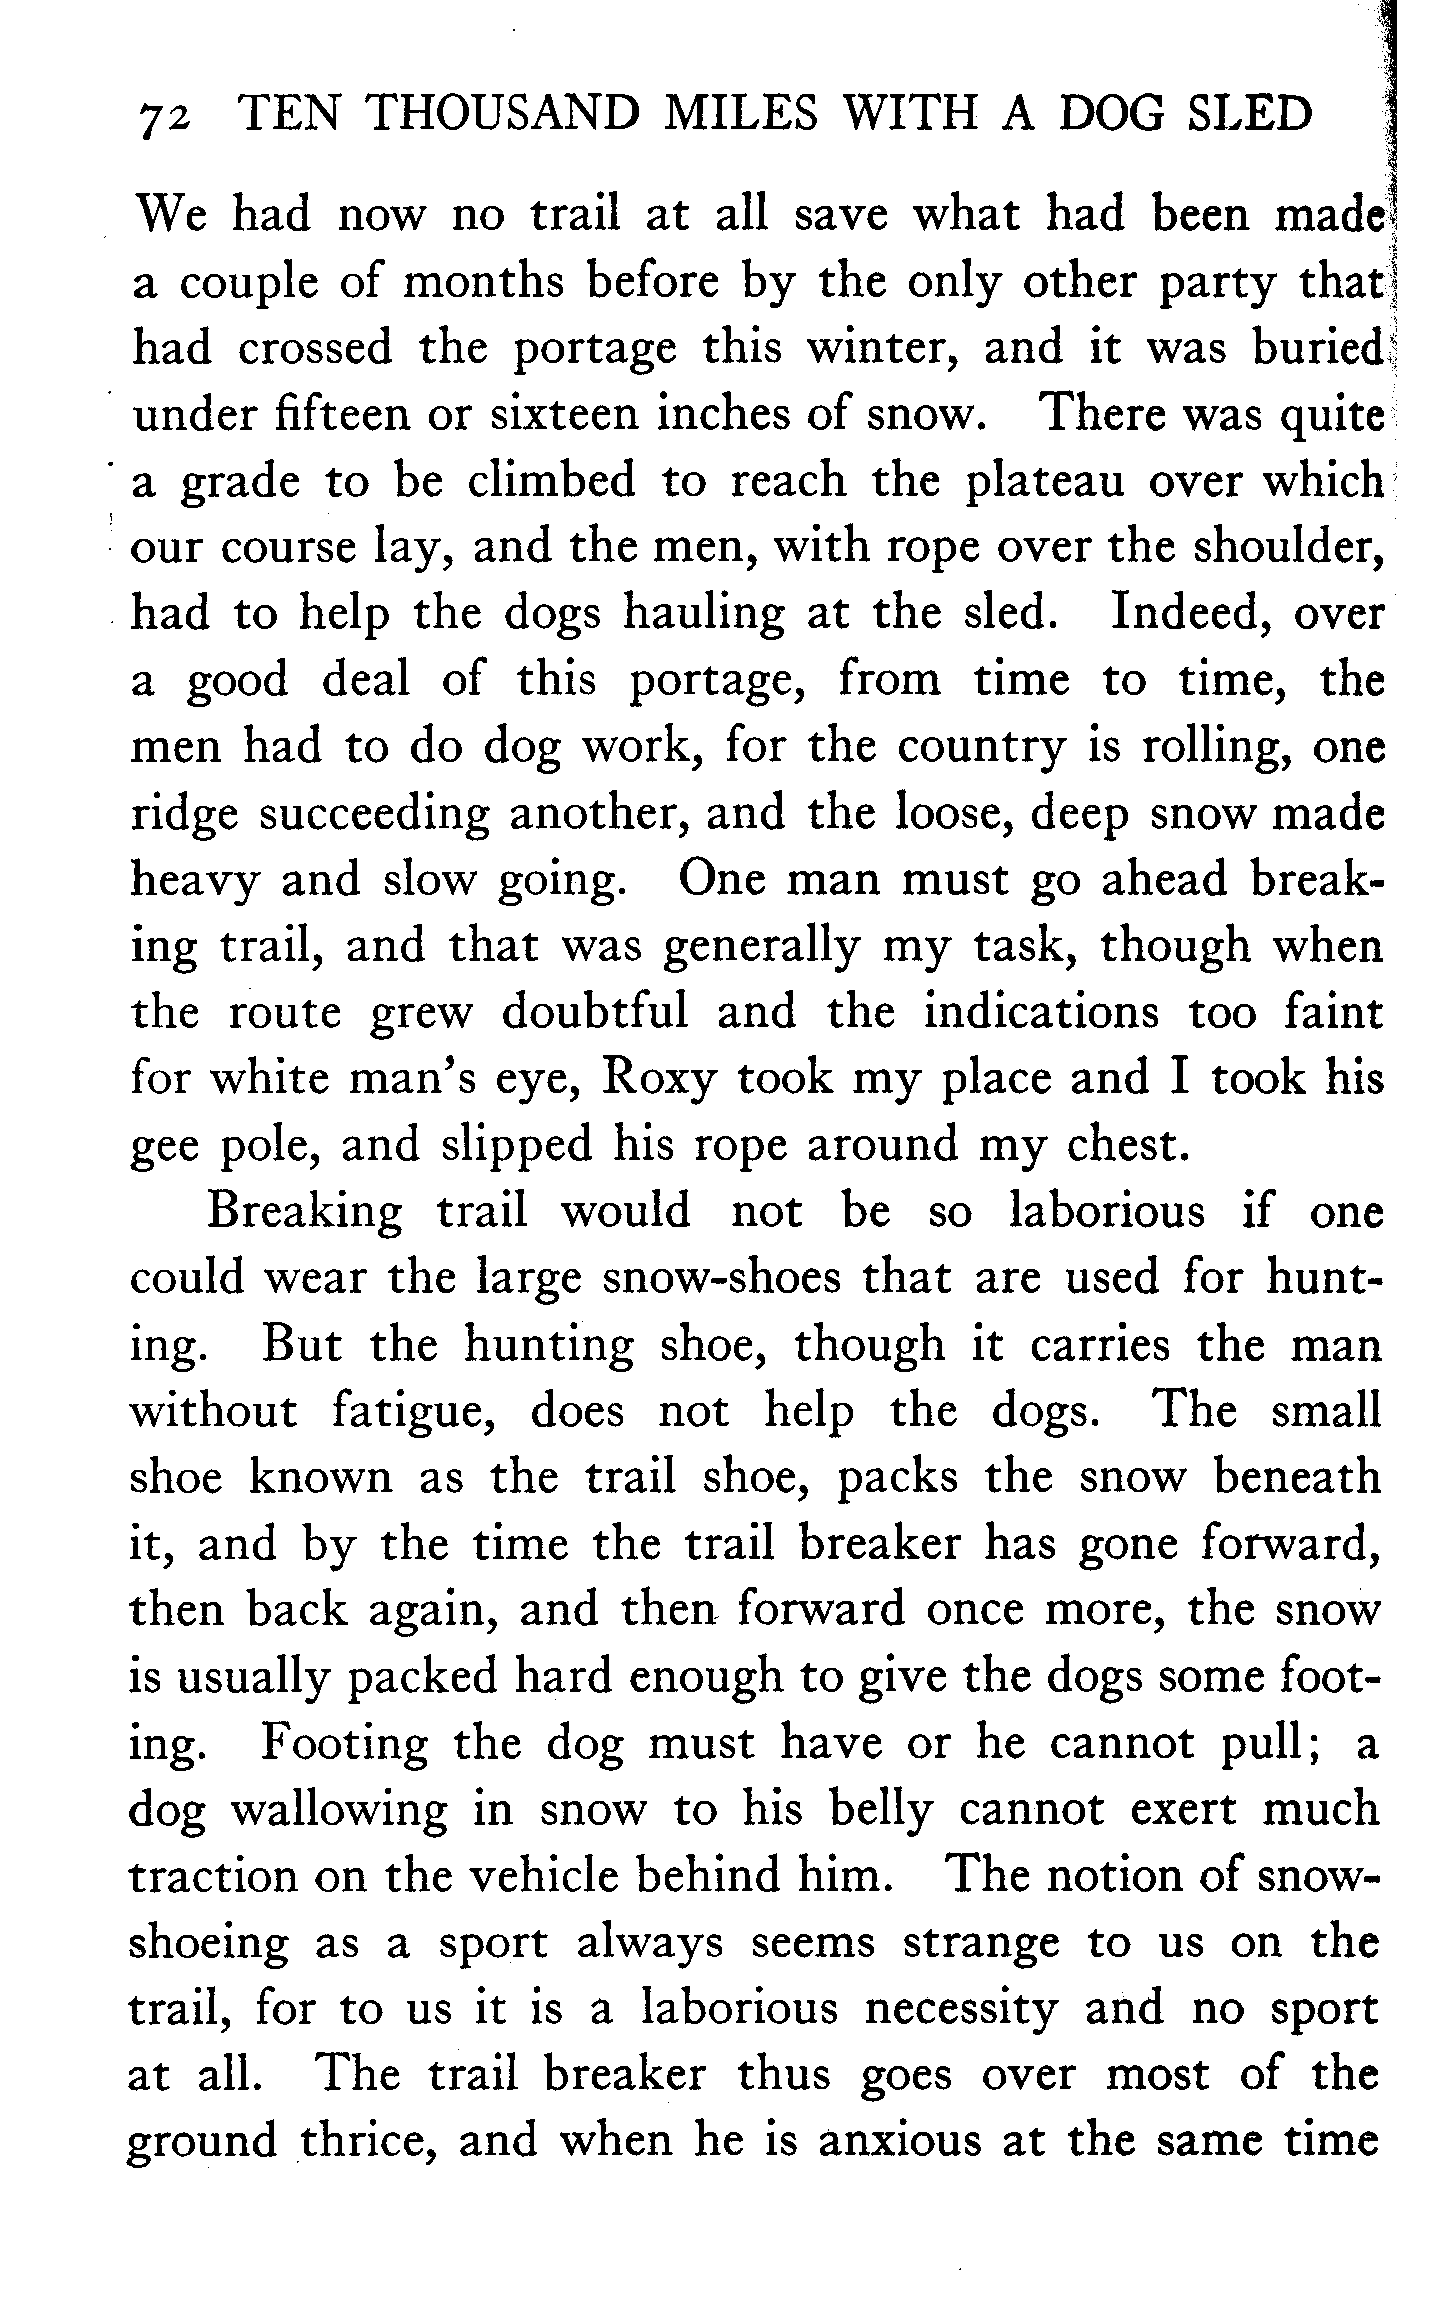 72 TEN THOUSAND MILES WITH A DOG SLED
We had now no trail at all save what had been made
a couple of months before by the only other party that
had crossed the portage this winter, and it was buried
under fifteen or sixteen inches of snow. There was quite
a grade to be climbed to reach the plateau over which
our course lay, and the men, with rope over the shoulder,
had to help the dogs hauling at the sled. Indeed, over
a good deal of this portage, from time to time, the
men had to do dog work, for the country is rolling, one
ridge succeeding another, and the loose, deep snow made
heavy and slow going. One man must go ahead break-
ing trail, and that was generally my task, though when
the route grew doubtful and the indications too faint
for white man's eye, Roxy took my place and I took his
gee pole, and slipped his rope around my chest.
Breaking trail would not be so laborious if one
could wear the large snow-shoes that are used for hunt-
ing. But the hunting shoe, though it carries the man
without fatigue, does not help the dogs. The small
shoe known as the trail shoe, packs the snow beneath
it, and by the time the trail breaker has gone forward,
then back again, and then forward once more, the snow
is usually packed hard enough to give the dogs some foot-
ing. Footing the dog must have or he cannot pull; a
dog wallowing in snow to his belly cannot exert much
traction on the vehicle behind him. The notion of snow-
shoeing as a sport always seems strange to us on the
trail, for to us it is a laborious necessity and no sport
at all. The trail breaker thus goes over most of the
ground thrice, and when he is anxious at the same time